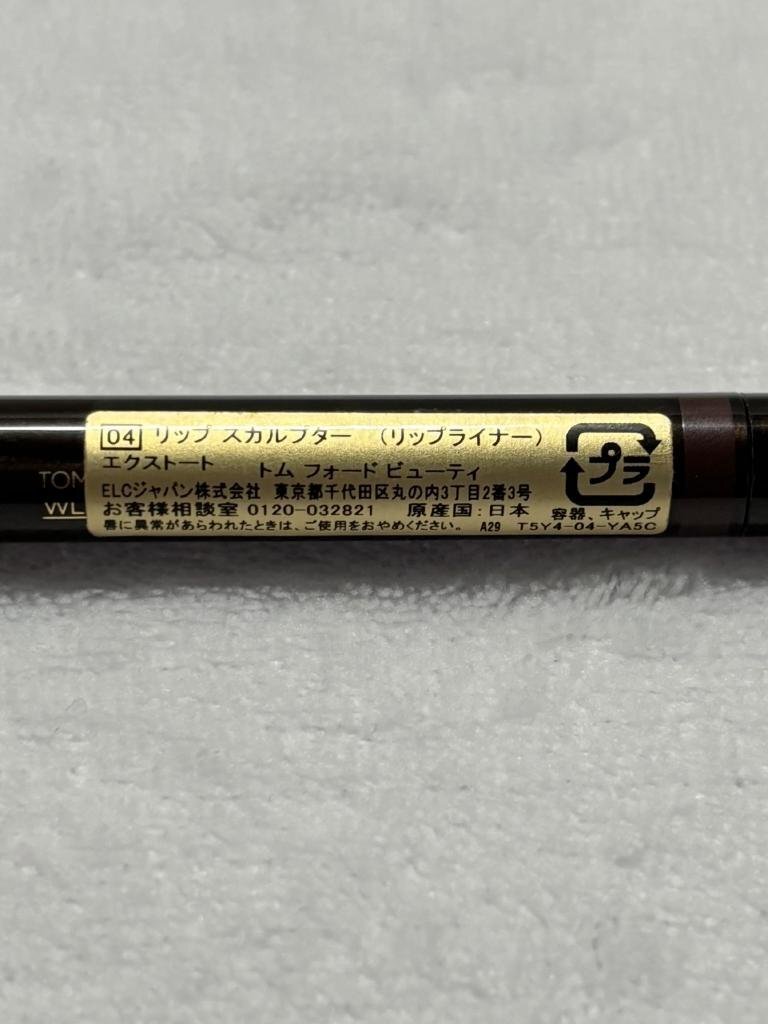 04 リップ スカルプター （リップライナー）
エクストート トム フォード ビューティ
ELCジャパン株式会社 東京都千代田区丸の内3丁目2番3号
お客様相談室 0120-032821 原産国：日本
唇に異常があらわれたときは、ご使用をおやめください。 A29 T5Y4-04-YA5C
プラ
容器、キャップ
TOM